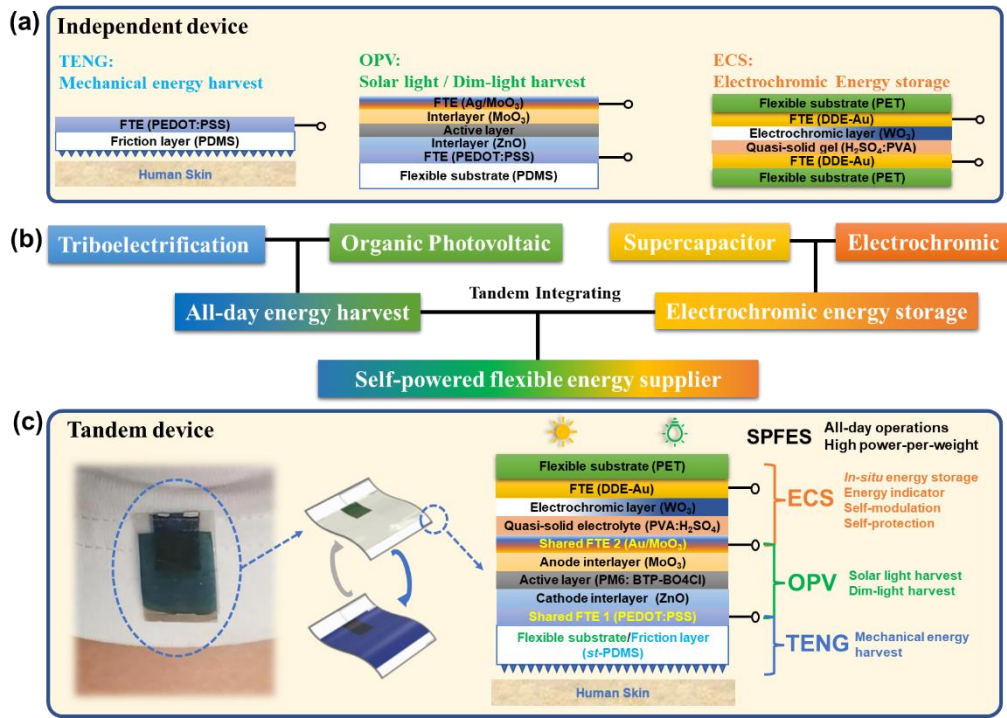 (a)
Independent device
TENG:
Mechanical energy harvest
FTE (PEDOT:PSS)
Friction layer (PDMS)
Human Skin
OPV:
Solar light / Dim-light harvest
FTE (Ag/MoO₃)
Interlayer (MoO₃)
Active layer
Interlayer (ZnO)
FTE (PEDOT:PSS)
Flexible substrate (PDMS)
ECS:
Electrochromic Energy storage
Flexible substrate (PET)
FTE (DDE-Au)
Electrochromic layer (WO₃)
Quasi-solid gel (H₂SO₄:PVA)
FTE (DDE-Au)
Flexible substrate (PET)
(b)
Triboelectrification
Organic Photovoltaic
Supercapacitor
Electrochromic
All-day energy harvest
Tandem Integrating
Electrochromic energy storage
Self-powered flexible energy supplier
(c)
Tandem device
Flexible substrate (PET)
FTE (DDE-Au)
Electrochromic layer (WO₃)
Quasi-solid electrolyte (PVA:H₂SO₄)
Shared FTE 2 (Au/MoO₃)
Anode interlayer (MoO₃)
Active layer (PM6: BTP-BO4Cl)
Cathode interlayer (ZnO)
Shared FTE 1 (PEDOT:PSS)
Flexible substrate/Friction layer
(st-PDMS)
Human Skin
SPFES
All-day operations
High power-per-weight
ECS
In-situ energy storage
Energy indicator
Self-modulation
Self-protection
OPV
Solar light harvest
Dim-light harvest
TENG
Mechanical energy
harvest